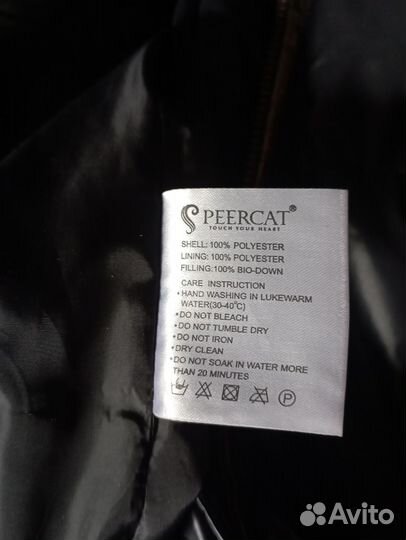 SPEERCAT®
TOUCH YOUR HEART
SHELL: 100% POLYESTER
LINING: 100% POLYESTER
FILLING: 100% BIO-DOWN
CARE INSTRUCTION
•HAND WASHING IN LUKEWARM
WATER(30-40℃)
•DO NOT BLEACH
•DO NOT TUMBLE DRY
•DO NOT IRON
•DRY CLEAN
•DO NOT SOAK IN WATER MORE
THAN 20 MINUTES
P
Avito